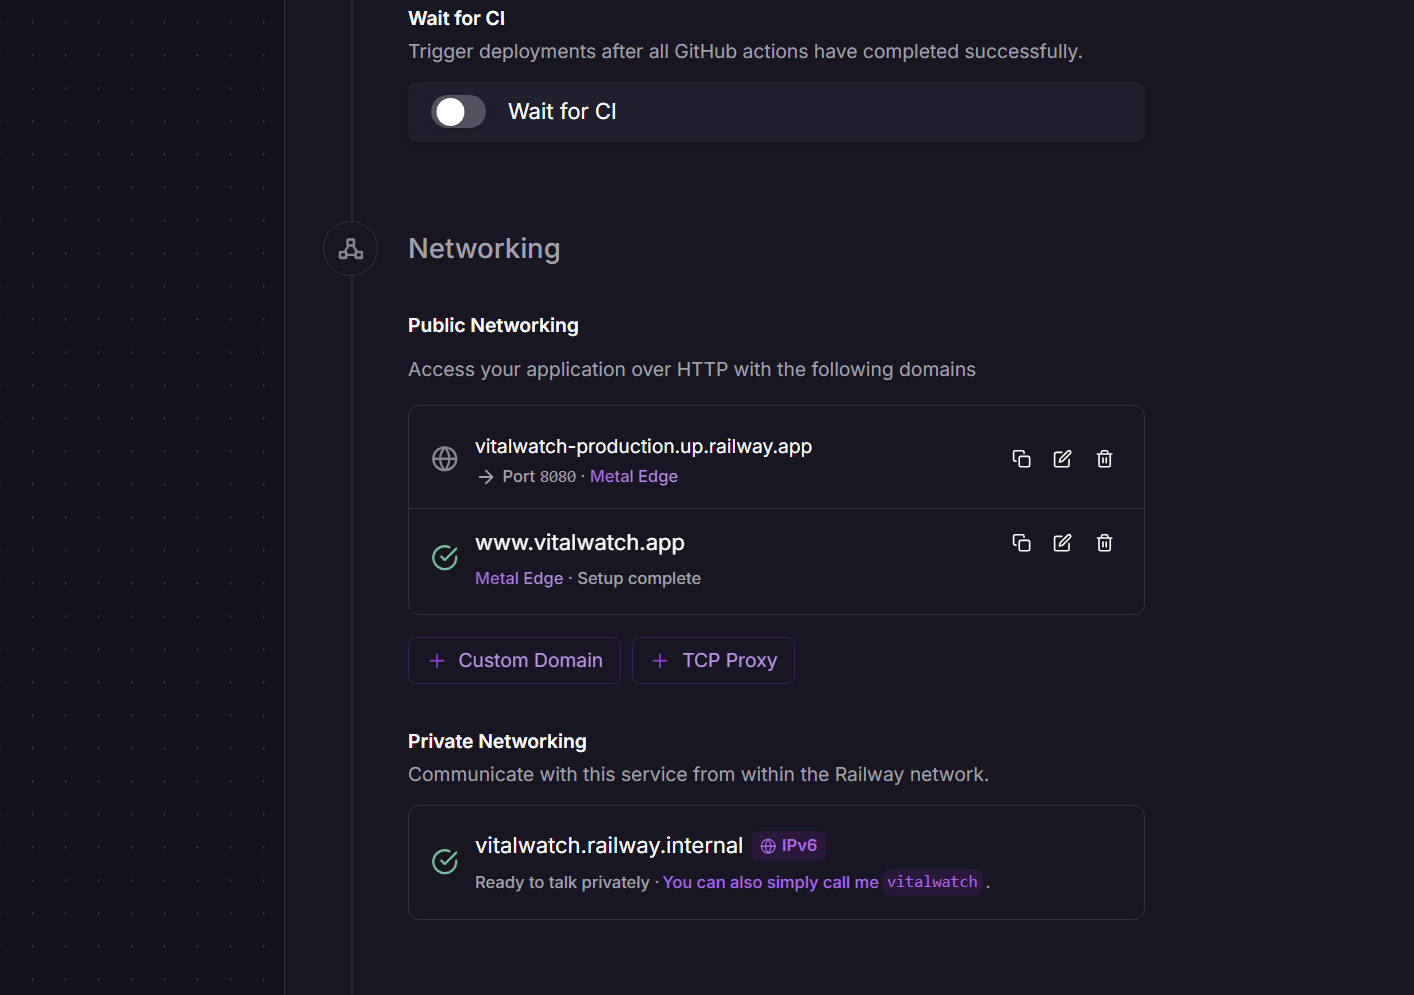 Wait for CI
Trigger deployments after all GitHub actions have completed successfully.
Wait for CI
Networking
Public Networking
Access your application over HTTP with the following domains
vitalwatch-production.up.railway.app
Port 8080 · Metal Edge
www.vitalwatch.app
Metal Edge · Setup complete
+ Custom Domain
+ TCP Proxy
Private Networking
Communicate with this service from within the Railway network.
vitalwatch.railway.internal IPv6
Ready to talk privately · You can also simply call me vitalwatch .